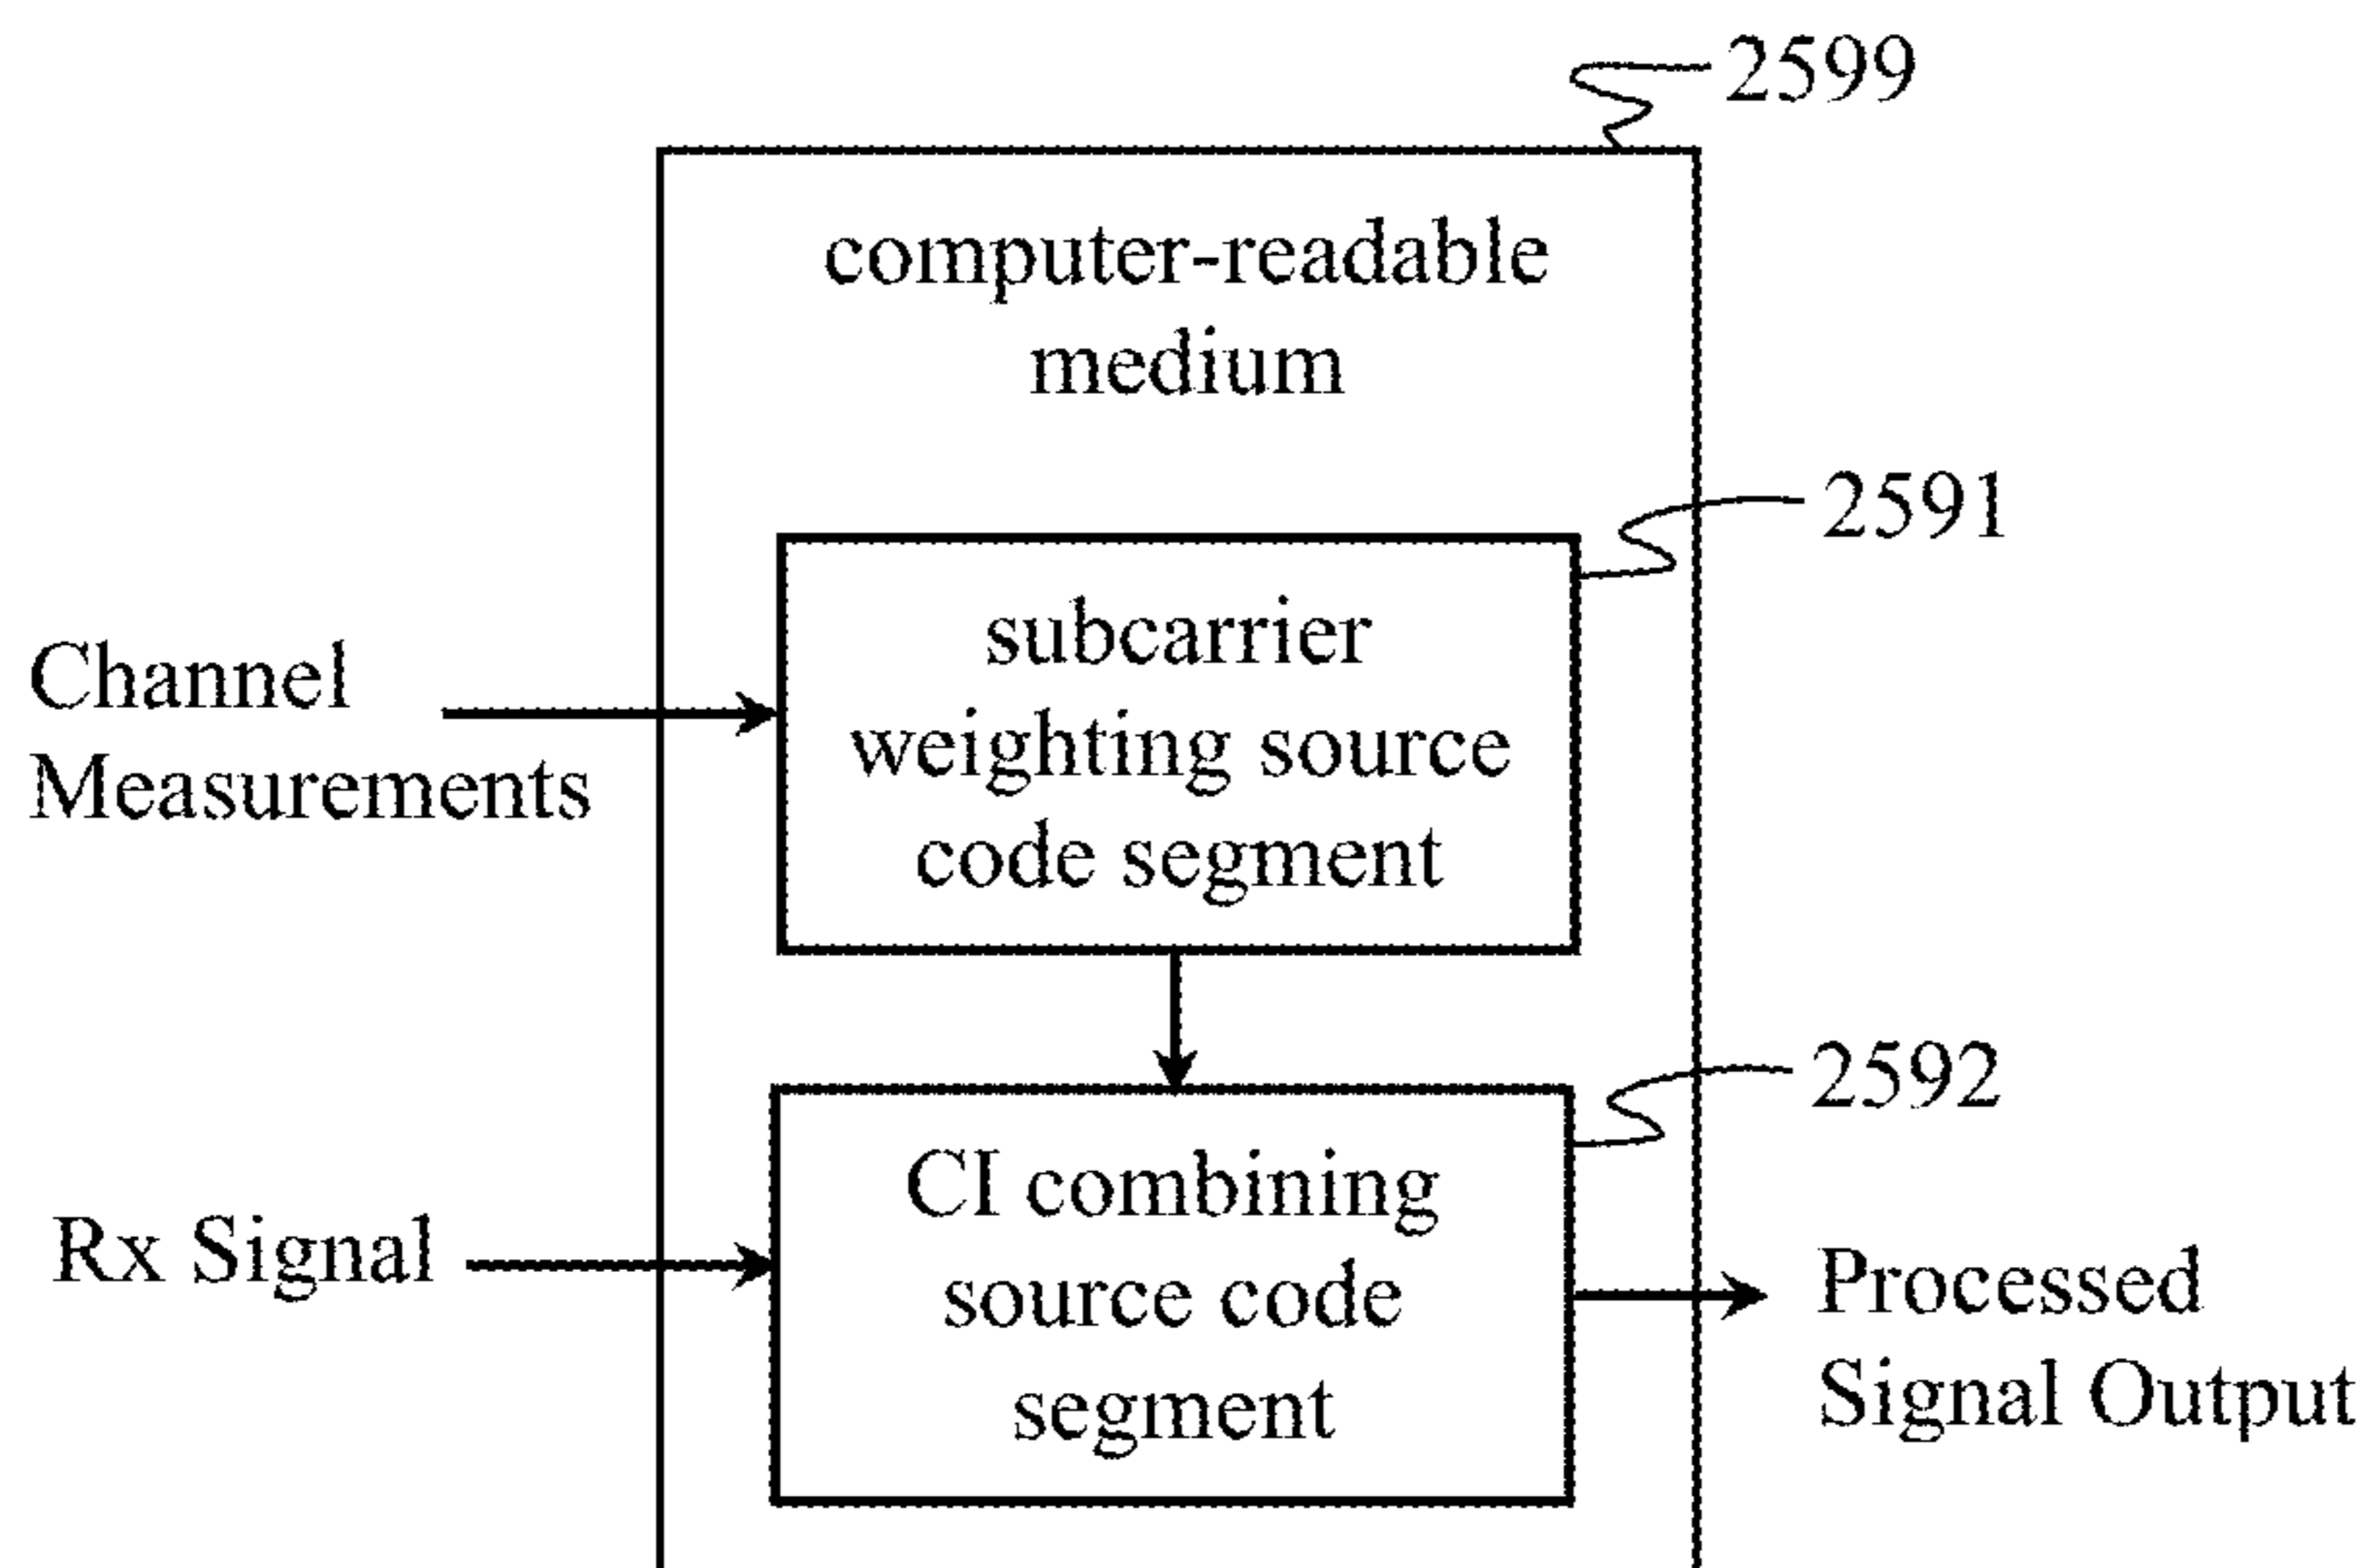 2599
computer-readable
medium
2591
subcarrier
weighting source
code segment
Channel
Measurements
2592
CI combining
source code
segment
Rx Signal
Processed
Signal Output